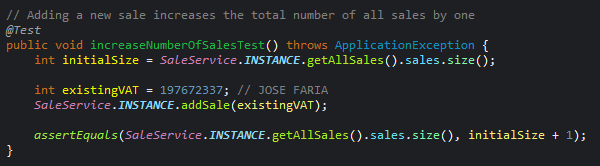 // Adding a new sale increases the total number of all sales by one
@Test
public void increaseNumberOfSalesTest() throws ApplicationException {
    int initialSize = SaleService.INSTANCE.getAllSales().sales.size();

    int existingVAT = 197672337; // JOSE FARIA
    SaleService.INSTANCE.addSale(existingVAT);

    assertEquals(SaleService.INSTANCE.getAllSales().sales.size(), initialSize + 1);
}